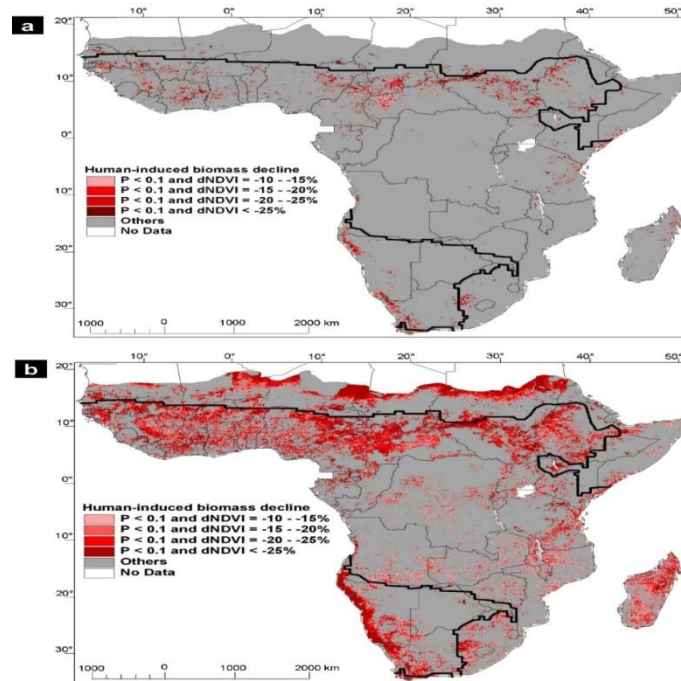 a
10° 0° 10° 20° 30° 40° 50
20°
10°
0°
10°
20°
30°
Human-induced biomass decline
P < 0.1 and dNDVI = -10 - -15%
P < 0.1 and dNDVI = -15 - -20%
P < 0.1 and dNDVI = -20 - -25%
P < 0.1 and dNDVI < -25%
Others
No Data
1000 0 1000 2000 km
b
10° 0° 10° 20° 30° 40° 50
20°
10°
0°
10°
20°
30°
Human-induced biomass decline
P < 0.1 and dNDVI = -10 - -15%
P < 0.1 and dNDVI = -15 - -20%
P < 0.1 and dNDVI = -20 - -25%
P < 0.1 and dNDVI < -25%
Others
No Data
1000 0 1000 2000 km